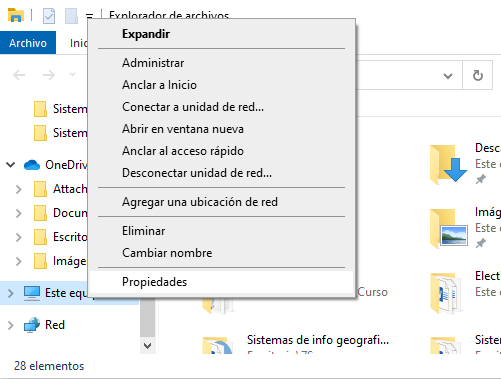 Explorador de archivos
Archivo
Expandir
Administrar
Anclar a Inicio
Conectar a unidad de red...
Abrir en ventana nueva
Anclar al acceso rápido
Desconectar unidad de red...
Agregar una ubicación de red
Eliminar
Cambiar nombre
Propiedades
Sistem
Sistem
OneDriv
Attach
Docum
Escrito
Imáge
Este equ
Red
Desca
Este e
Imág
Este e
Elect
Curso
Este e
Sistemas de info geografi...
Sisten
28 elementos